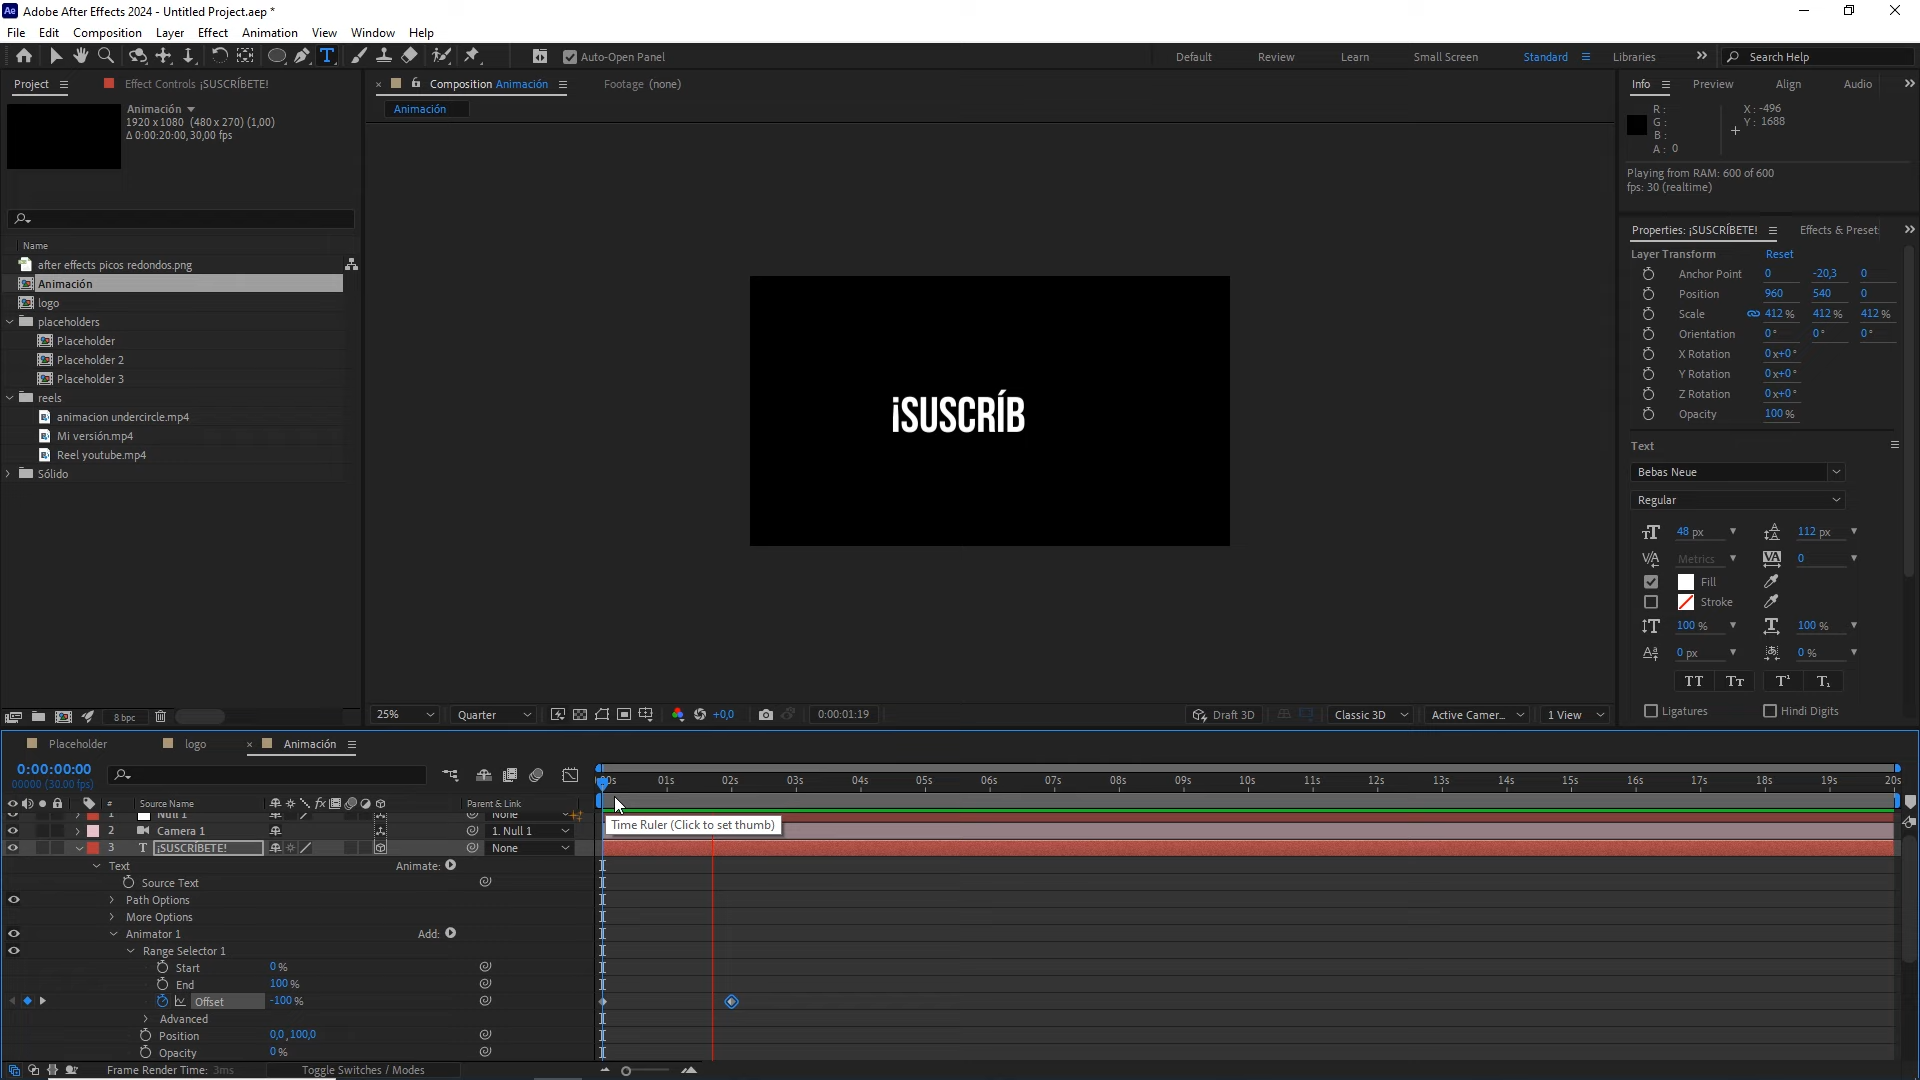 Adobe After Effects 2024 - Untitled Project.aep *
File Edit Composition Layer Effect Animation View Window Help
Auto-Open Panel Default Review Learn Small Screen Standard Libraries Search Help
Project Effect Controls ¡SUSCRÍBETE! Composition Animación Footage (none) Info Preview Align Audio
Animación
1920 x 1080 (480 x 270) (1,00)
Δ 0:00:20:00, 30,00 fps
Animación
R:
G:
B:
A: 0
X: -496
Y: 1688
Playing from RAM: 600 of 600
fps: 30 (realtime)
Name
after effects picos redondos.png
Animación
logo
placeholders
Placeholder
Placeholder 2
Placeholder 3
reels
animacion undercircle.mp4
Mi versión.mp4
Reel youtube.mp4
Sólido
¡SUSCRÍB
Properties: ¡SUSCRÍBETE! Effects & Preset
Layer Transform Reset
Anchor Point 0 -20,3 0
Position 960 540 0
Scale 412 % 412 % 412 %
Orientation 0° 0° 0°
X Rotation 0x+0°
Y Rotation 0x+0°
Z Rotation 0x+0°
Opacity 100 %
Text
Bebas Neue
Regular
48 px 112 px
Metrics 0
Fill
Stroke
100 % 100 %
0 px 0 %
TT Tт T¹ T₁
Ligatures Hindi Digits
8 bpc 25% Quarter +0,0 0:00:01:19 Draft 3D Classic 3D Active Camer... 1 View
Placeholder logo Animación
0:00:00:00
00000 (30.00 fps)
:00s 01s 02s 03s 04s 05s 06s 07s 08s 09s 10s 11s 12s 13s 14s 15s 16s 17s 18s 19s 20s
# Source Name Parent & Link
1 Null 1 None
2 Camera 1 1. Null 1
3 T ¡SUSCRÍBETE! None
Time Ruler (Click to set thumb)
Text Animate:
Source Text
Path Options
More Options
Animator 1 Add:
Range Selector 1
Start 0 %
End 100 %
Offset -100 %
Advanced
Position 0,0, 100,0
Opacity 0 %
Frame Render Time: 3ms Toggle Switches / Modes